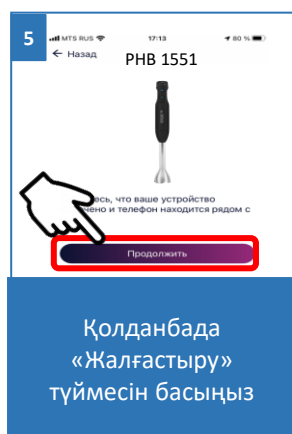 5
MTS RUS 17:13 80 %
← Назад
PHB 1551
есь, что ваше устройство
чено и телефон находится рядом с
Продолжить
Қолданбада
«Жалғастыру»
түймесін басыңыз